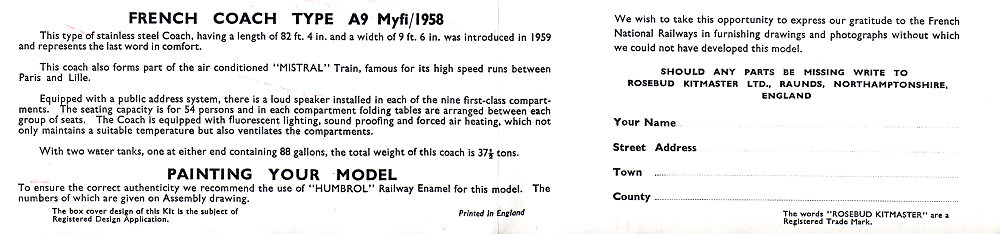 FRENCH COACH TYPE A9 Myfi/1958
This type of stainless steel Coach, having a length of 82 ft. 4 in. and a width of 9 ft. 6 in. was introduced in 1959
and represents the last word in comfort.
This coach also forms part of the air conditioned "MISTRAL" Train, famous for its high speed runs between
Paris and Lille.
Equipped with a public address system, there is a loud speaker installed in each of the nine first-class compart-
ments. The seating capacity is for 54 persons and in each compartment folding tables are arranged between each
group of seats. The Coach is equipped with fluorescent lighting, sound proofing and forced air heating, which not
only maintains a suitable temperature but also ventilates the compartments.
With two water tanks, one at either end containing 88 gallons, the total weight of this coach is 37½ tons.
PAINTING YOUR MODEL
To ensure the correct authenticity we recommend the use of "HUMBROL" Railway Enamel for this model. The
numbers of which are given on Assembly drawing.
The box cover design of this Kit is the subject of
Registered Design Application.
Printed in England
We wish to take this opportunity to express our gratitude to the French
National Railways in furnishing drawings and photographs without which
we could not have developed this model.
SHOULD ANY PARTS BE MISSING WRITE TO
ROSEBUD KITMASTER LTD., RAUNDS, NORTHAMPTONSHIRE,
ENGLAND
Your Name
Street Address
Town
County
The words "ROSEBUD KITMASTER" are a
Registered Trade Mark.